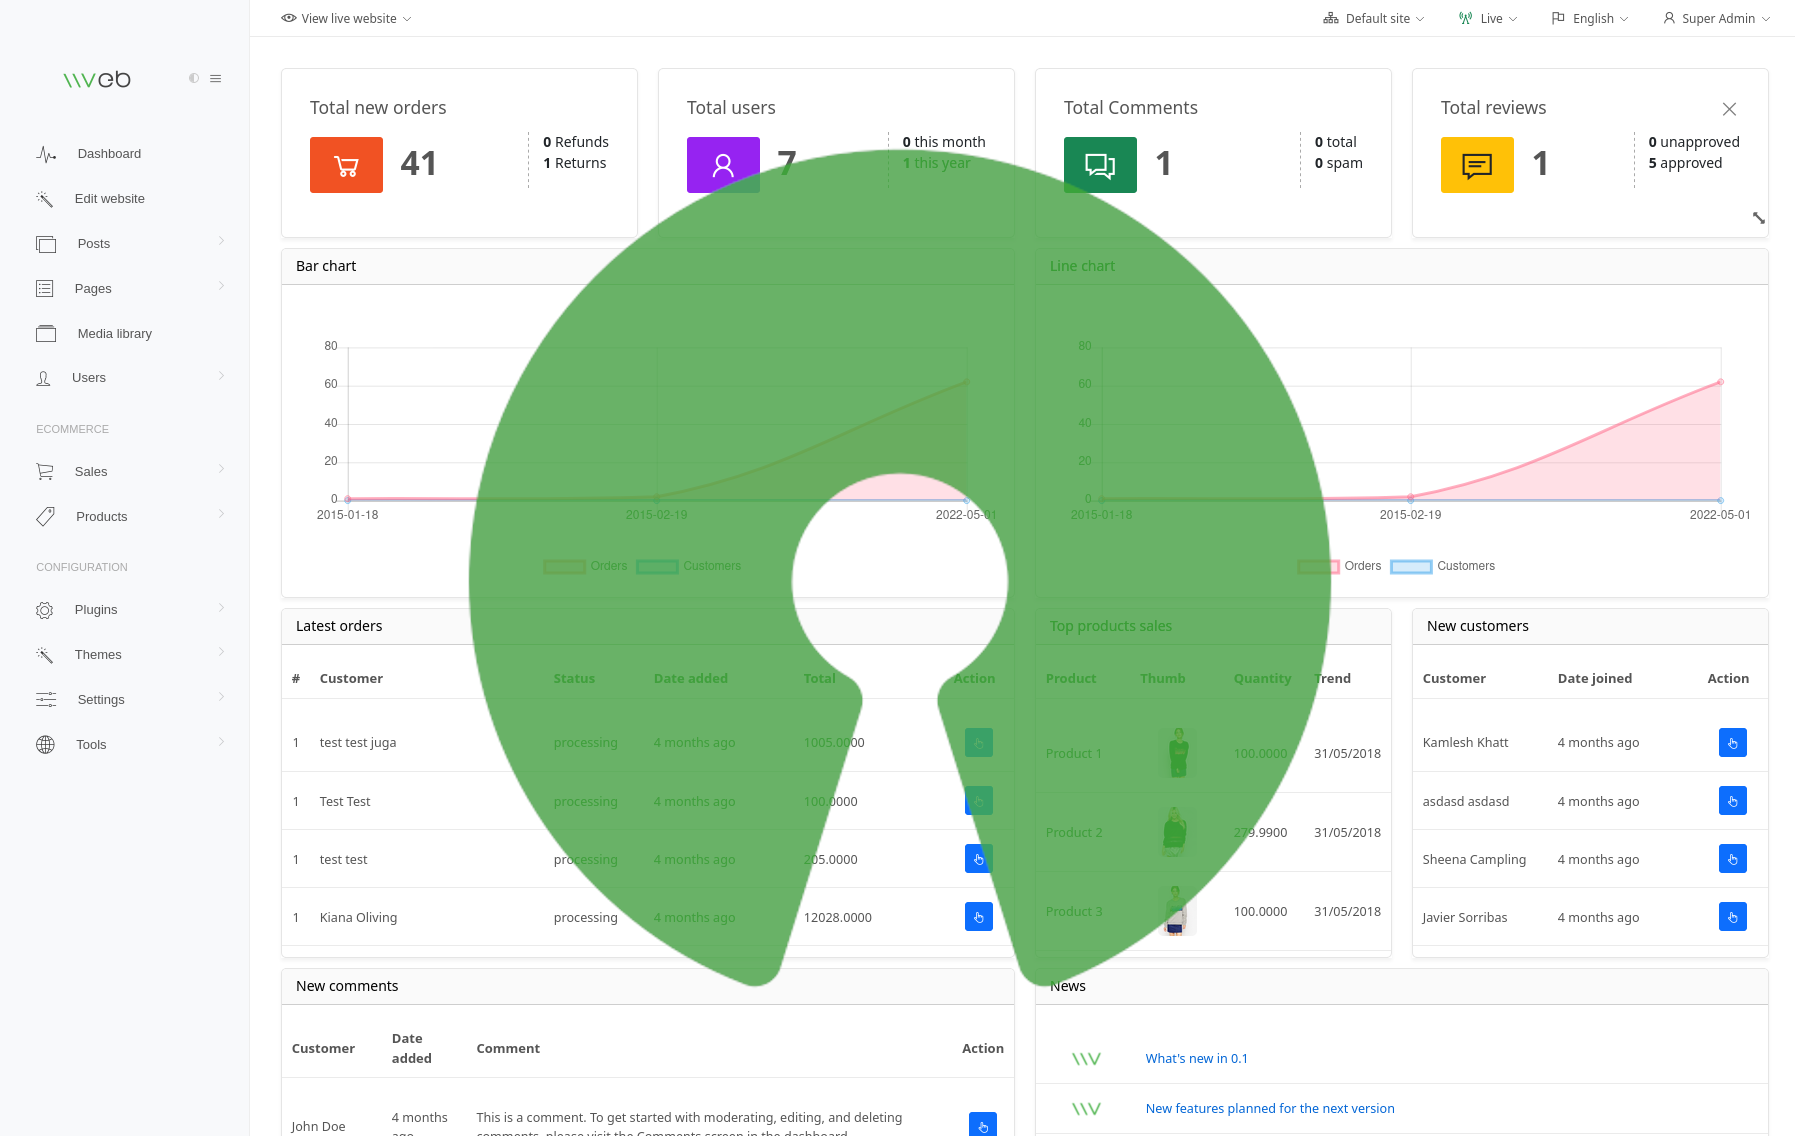 View live website
Default site
Live
English
Super Admin
vveb
Dashboard
Edit website
Posts
Pages
Media library
Users
ECOMMERCE
Sales
Products
CONFIGURATION
Plugins
Themes
Settings
Tools
Total new orders
41
0 Refunds
1 Returns
Total users
7
0 this month
1 this year
Total Comments
1
0 total
0 spam
Total reviews
1
0 unapproved
5 approved
Bar chart
80
60
40
20
0
2015-01-18 2015-02-19 2022-05-01
Orders Customers
Line chart
80
60
40
20
0
2015-01-18 2015-02-19 2022-05-01
Orders Customers
Latest orders
# Customer Status Date added Total Action
1 test test juga processing 4 months ago 1005.0000
1 Test Test processing 4 months ago 100.0000
1 test test processing 4 months ago 205.0000
1 Kiana Oliving processing 4 months ago 12028.0000
Top products sales
Product Thumb Quantity Trend
Product 1 100.0000 31/05/2018
Product 2 279.9900 31/05/2018
Product 3 100.0000 31/05/2018
New customers
Customer Date joined Action
Kamlesh Khatt 4 months ago
asdasd asdasd 4 months ago
Sheena Campling 4 months ago
Javier Sorribas 4 months ago
New comments
Customer Date added Comment Action
John Doe 4 months ago This is a comment. To get started with moderating, editing, and deleting
comments, please visit the Comments screen in the dashboard.
News
What's new in 0.1
New features planned for the next version